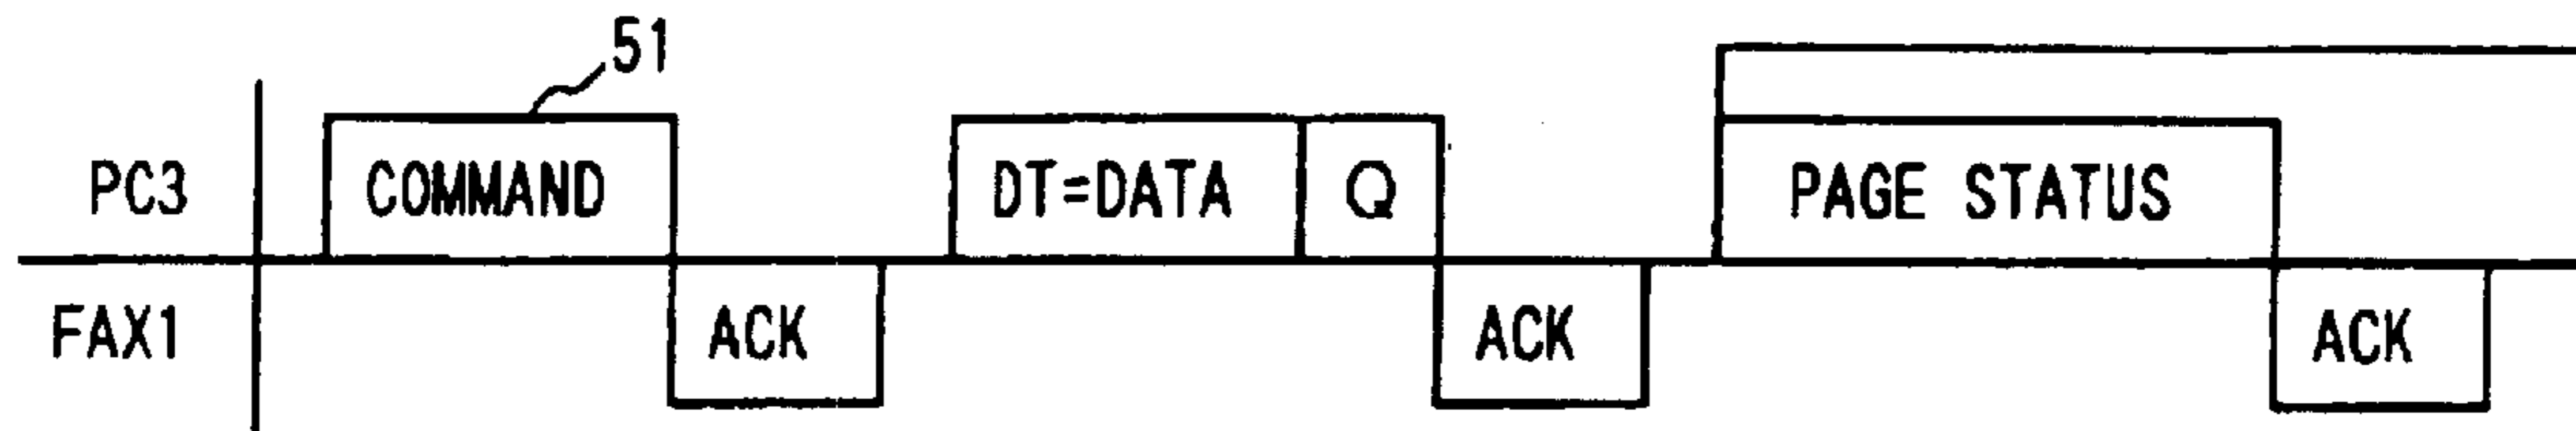 51
PC3 COMMAND DT=DATA Q PAGE STATUS
FAX1 ACK ACK ACK